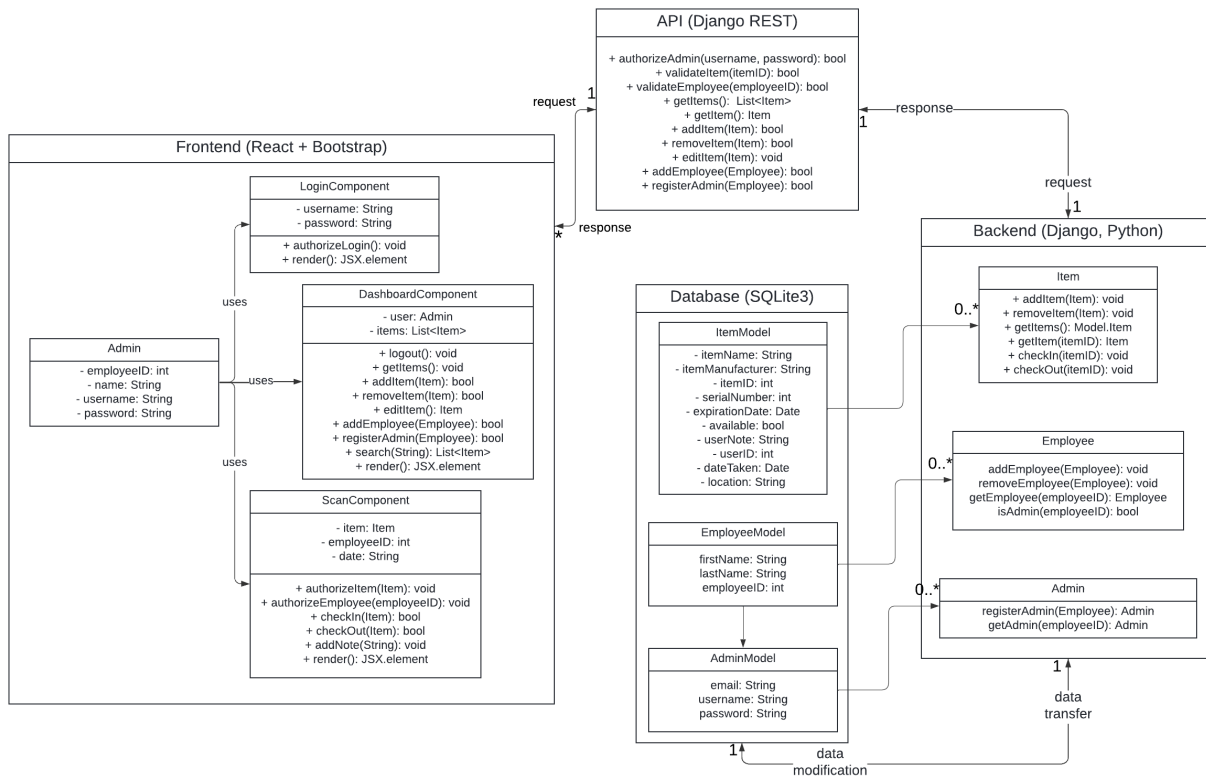 API (Django REST)
+ authorizeAdmin(username, password): bool
+ validateItem(itemID): bool
+ validateEmployee(employeeID): bool
+ getItems():  List<Item>
+ getItem(): Item
+ addItem(Item): bool
+ removeItem(Item): bool
+ editItem(Item): void
+ addEmployee(Employee): bool
+ registerAdmin(Employee): bool
1
request
response
*
response
1
request
1
Frontend (React + Bootstrap)
LoginComponent
- username: String
- password: String
+ authorizeLogin(): void
+ render(): JSX.element
uses
DashboardComponent
- user: Admin
- items: List<Item>
+ logout(): void
+ getItems(): void
+ addItem(Item): bool
+ removeItem(Item): bool
+ editItem(): Item
+ addEmployee(Employee): bool
+ registerAdmin(Employee): bool
+ search(String): List<Item>
+ render(): JSX.element
Admin
- employeeID: int
- name: String
- username: String
- password: String
uses
uses
ScanComponent
- item: Item
- employeeID: int
- date: String
+ authorizeItem(Item): void
+ authorizeEmployee(employeeID): void
+ checkIn(Item): bool
+ checkOut(Item): bool
+ addNote(String): void
+ render(): JSX.element
Database (SQLite3)
ItemModel
- itemName: String
- itemManufacturer: String
- itemID: int
- serialNumber: int
- expirationDate: Date
- available: bool
- userNote: String
- userID: int
- dateTaken: Date
- location: String
EmployeeModel
firstName: String
lastName: String
employeeID: int
AdminModel
email: String
username: String
password: String
Backend (Django, Python)
0..*
Item
+ addItem(Item): void
+ removeItem(Item): void
+ getItems(): Model.Item
+ getItem(itemID): Item
+ checkIn(itemID): void
+ checkOut(itemID): void
0..*
Employee
addEmployee(Employee): void
removeEmployee(Employee): void
getEmployee(employeeID): Employee
isAdmin(employeeID): bool
0..*
Admin
registerAdmin(Employee): Admin
getAdmin(employeeID): Admin
1
data
transfer
1
data
modification